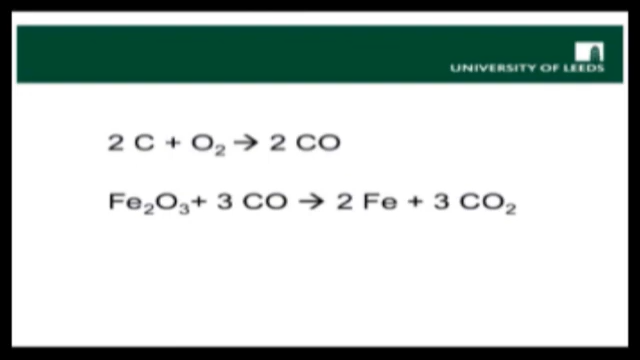 UNIVERSITY OF LEEDS
2 C + O₂ → 2 CO
Fe₂O₃+ 3 CO → 2 Fe + 3 CO₂